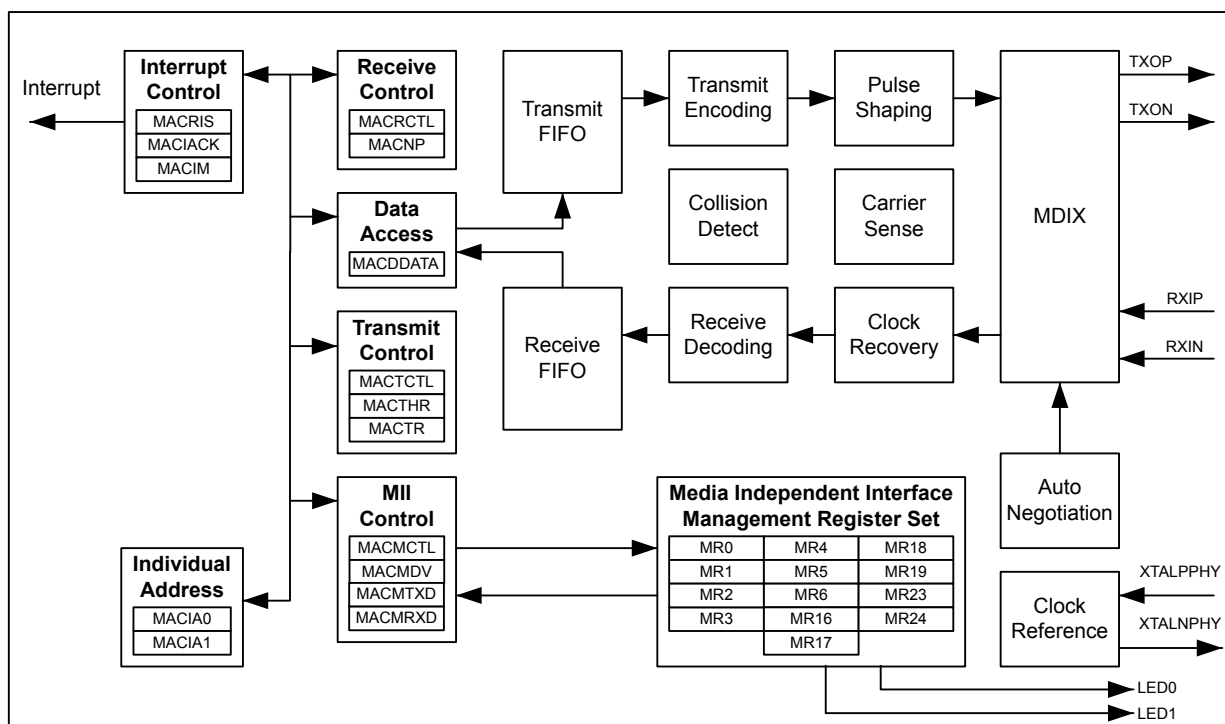 Interrupt
Interrupt
Control
MACRIS
MACIACK
MACIM
Receive
Control
MACRCTL
MACNP
Data
Access
MACDDATA
Transmit
Control
MACTCTL
MACTHR
MACTR
MII
Control
MACMCTL
MACMDV
MACMTXD
MACMRXD
Individual
Address
MACIA0
MACIA1
Transmit
FIFO
Receive
FIFO
Transmit
Encoding
Pulse
Shaping
Collision
Detect
Carrier
Sense
Receive
Decoding
Clock
Recovery
MDIX
TXOP
TXON
RXIP
RXIN
Auto
Negotiation
Clock
Reference
XTALPPHY
XTALNPHY
Media Independent Interface
Management Register Set
MR0 MR4 MR18
MR1 MR5 MR19
MR2 MR6 MR23
MR3 MR16 MR24
MR17
LED0
LED1